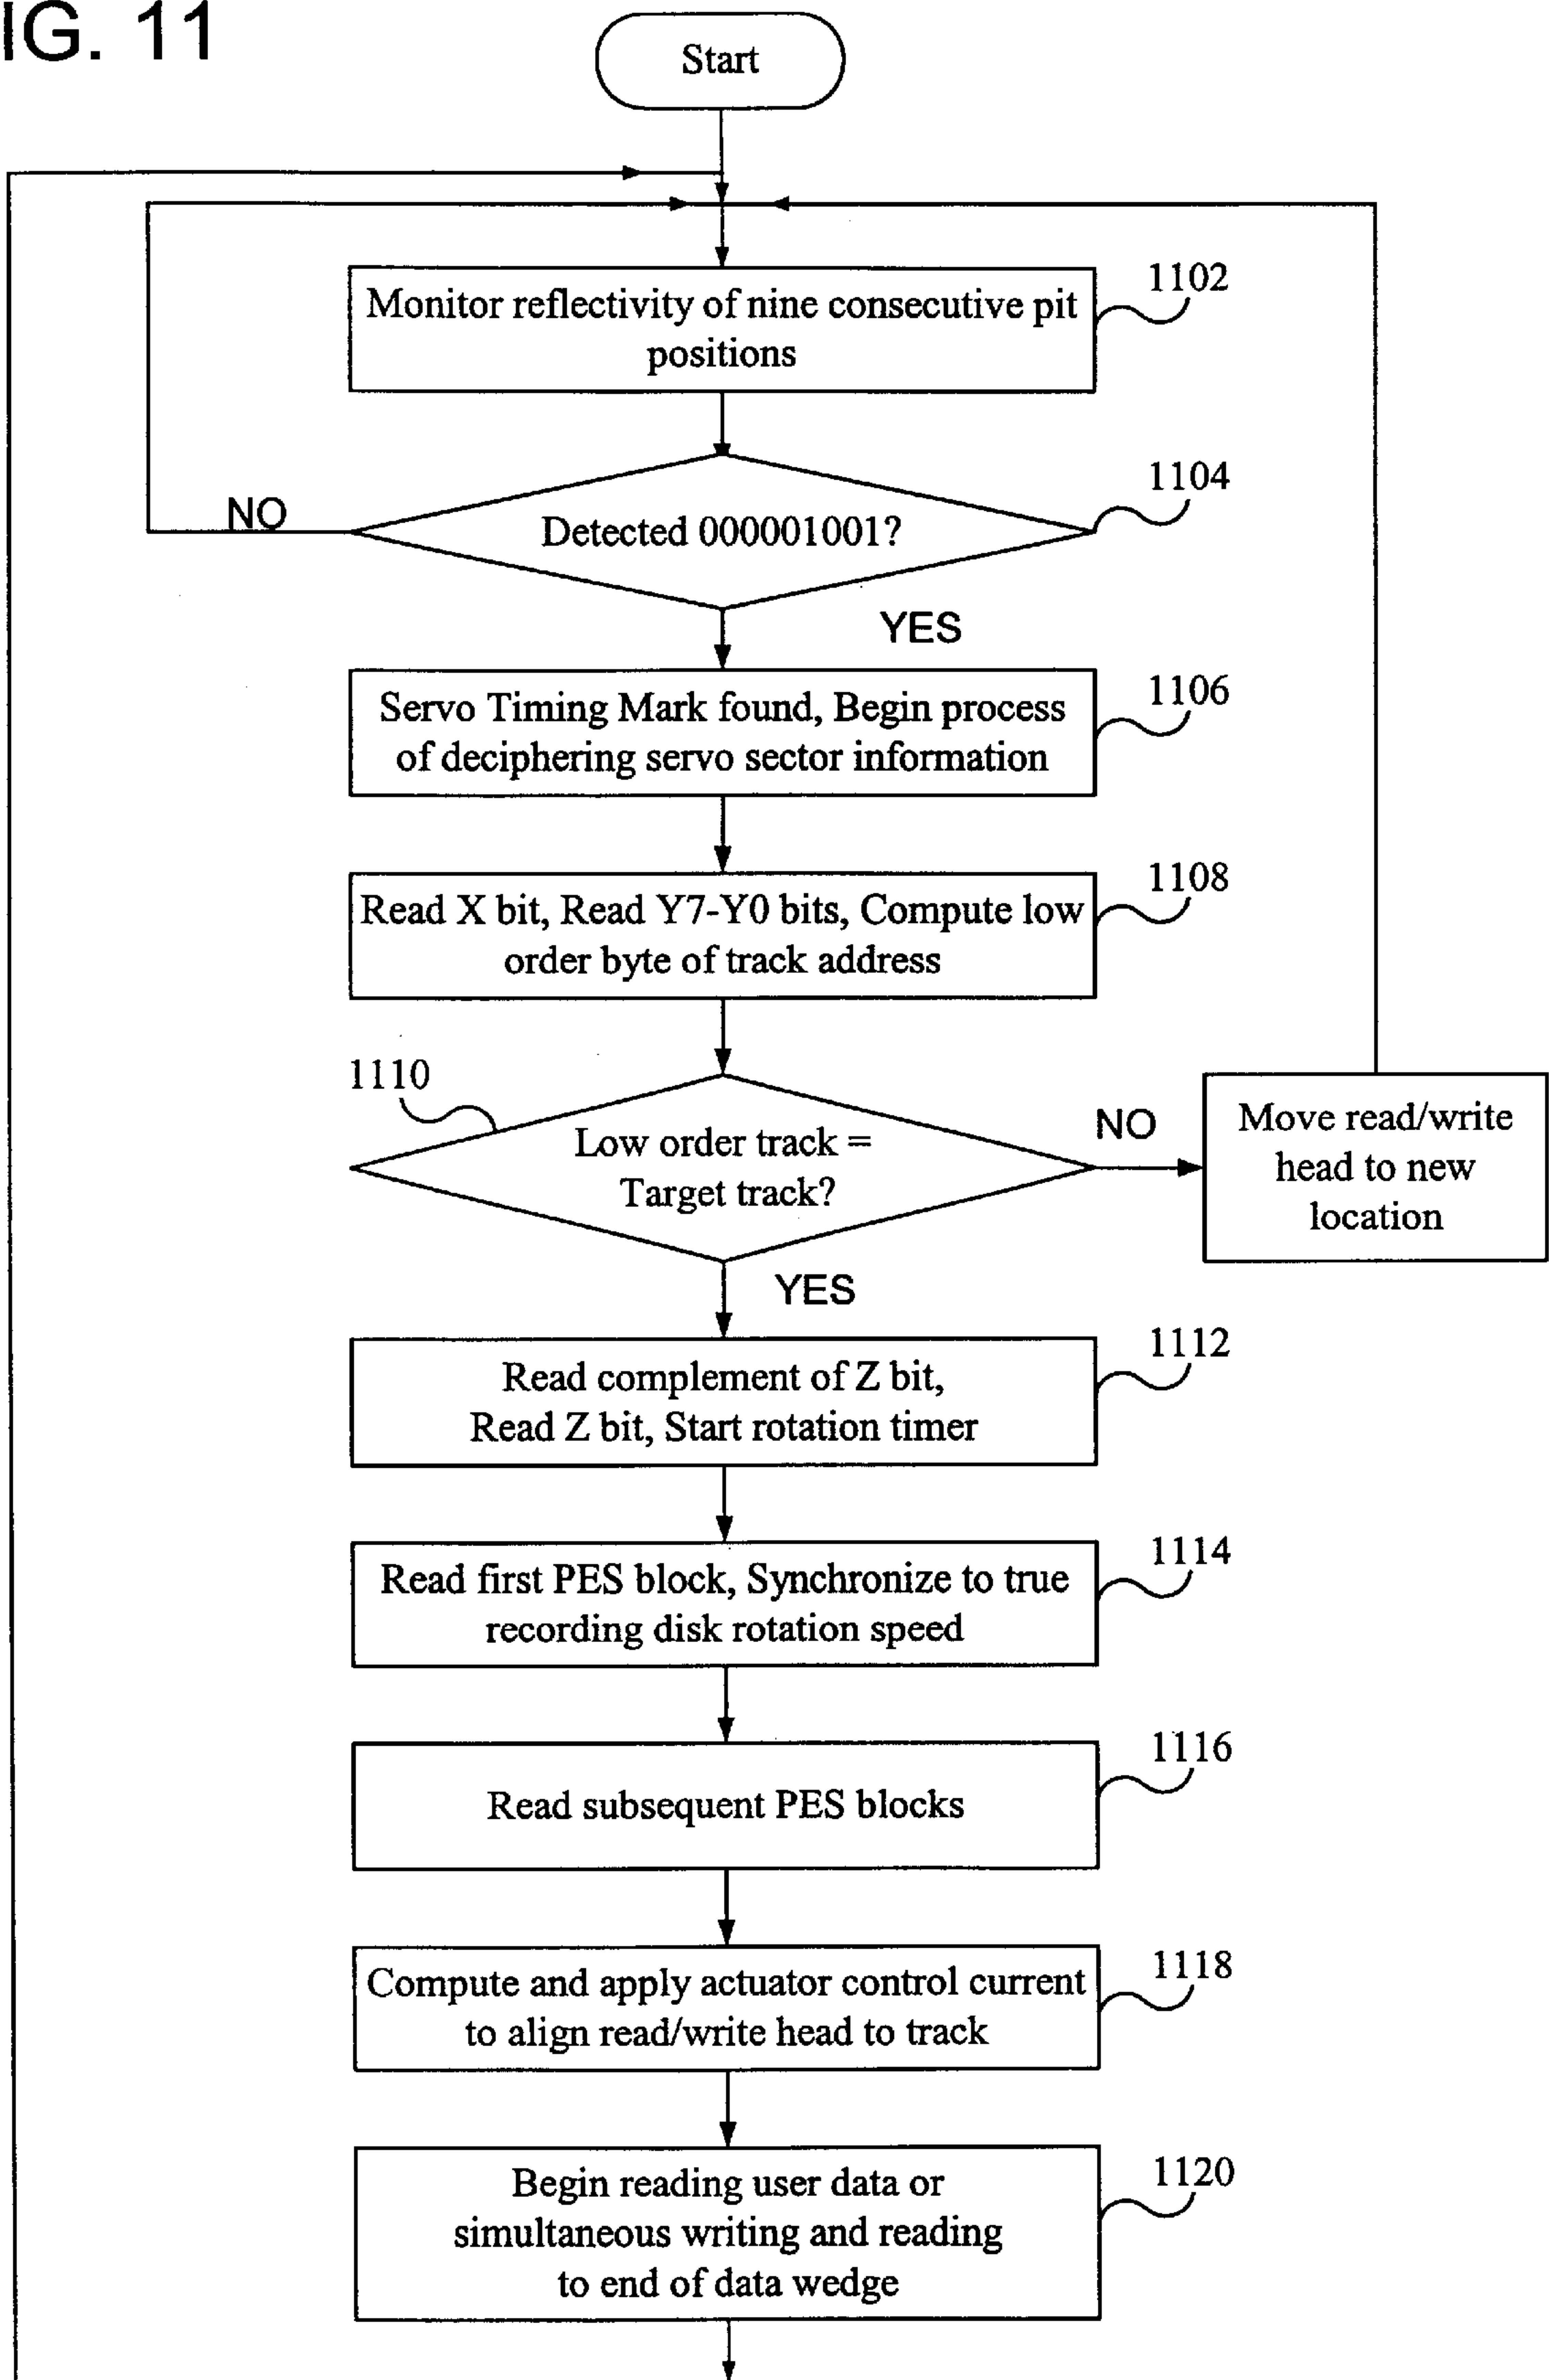 IG. 11
Start
Monitor reflectivity of nine consecutive pit
positions
1102
Detected 000001001?
1104
NO
YES
Servo Timing Mark found, Begin process
of deciphering servo sector information
1106
Read X bit, Read Y7-Y0 bits, Compute low
order byte of track address
1108
1110
Low order track =
Target track?
NO
Move read/write
head to new
location
YES
Read complement of Z bit,
Read Z bit, Start rotation timer
1112
Read first PES block, Synchronize to true
recording disk rotation speed
1114
Read subsequent PES blocks
1116
Compute and apply actuator control current
to align read/write head to track
1118
Begin reading user data or
simultaneous writing and reading
to end of data wedge
1120